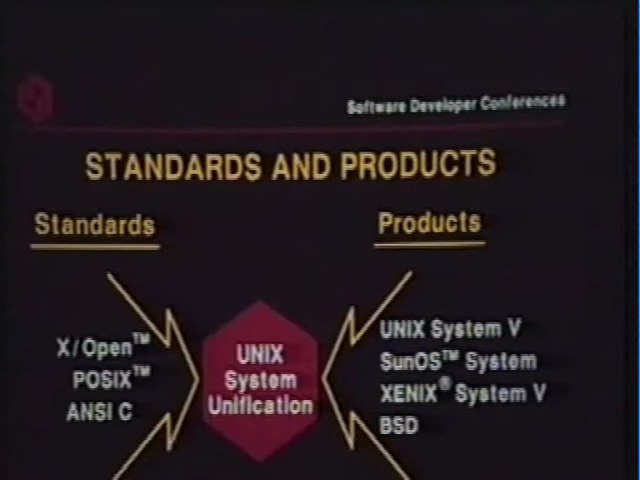 Software Developer Conferences
STANDARDS AND PRODUCTS
Standards
Products
X/Open™
POSIX™
ANSI C
UNIX
System
Unification
UNIX System V
SunOS™ System
XENIX® System V
BSD